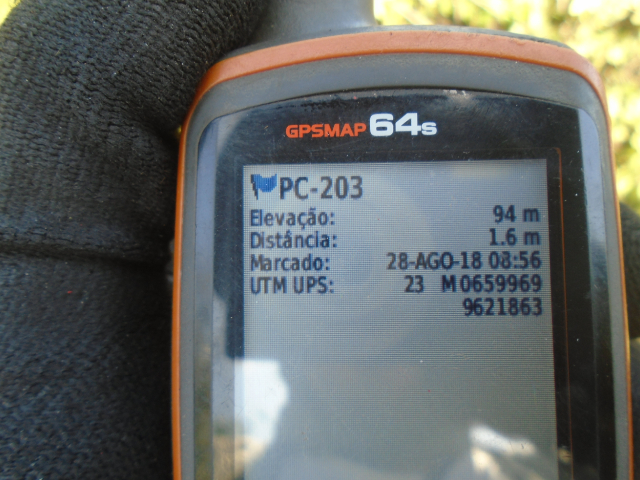 GPSMAP 64s
PC-203
Elevação: 94 m
Distância: 1.6 m
Marcado: 28-AGO-18 08:56
UTM UPS: 23 M 0659969
9621863